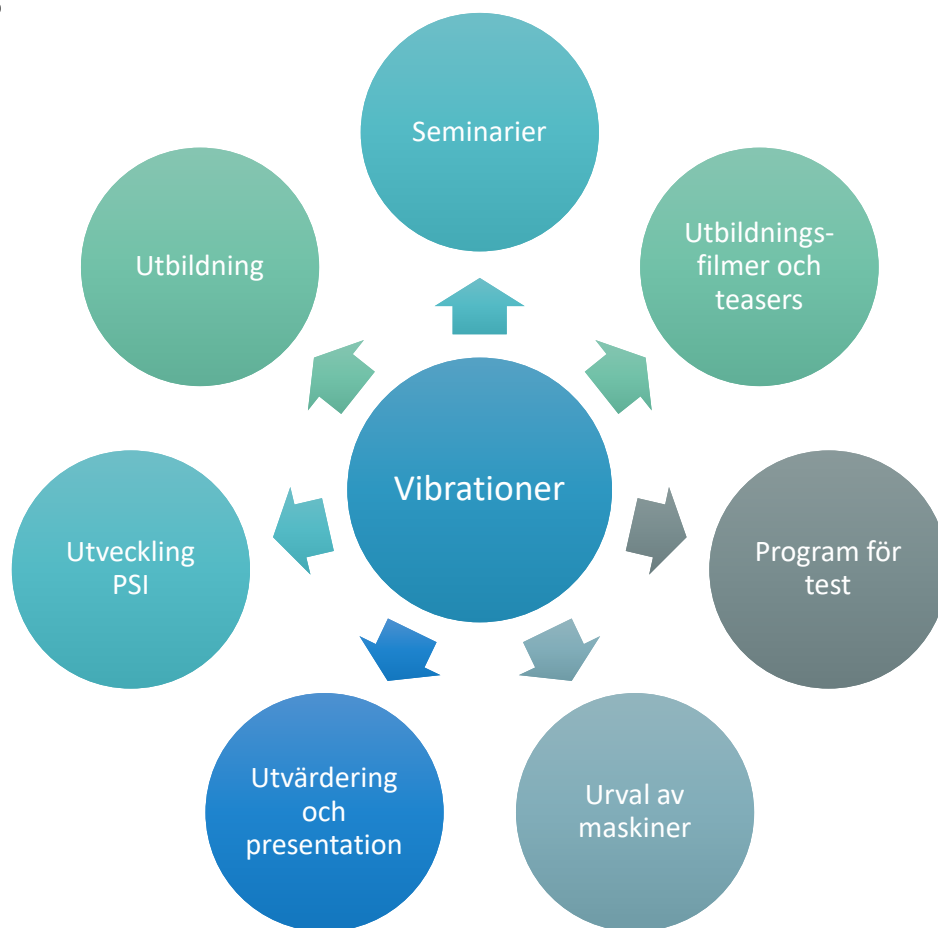 Seminarier
Utbildnings-
filmer och
teasers
Program för
test
Urval av
maskiner
Utvärdering
och
presentation
Utveckling
PSI
Utbildning
Vibrationer